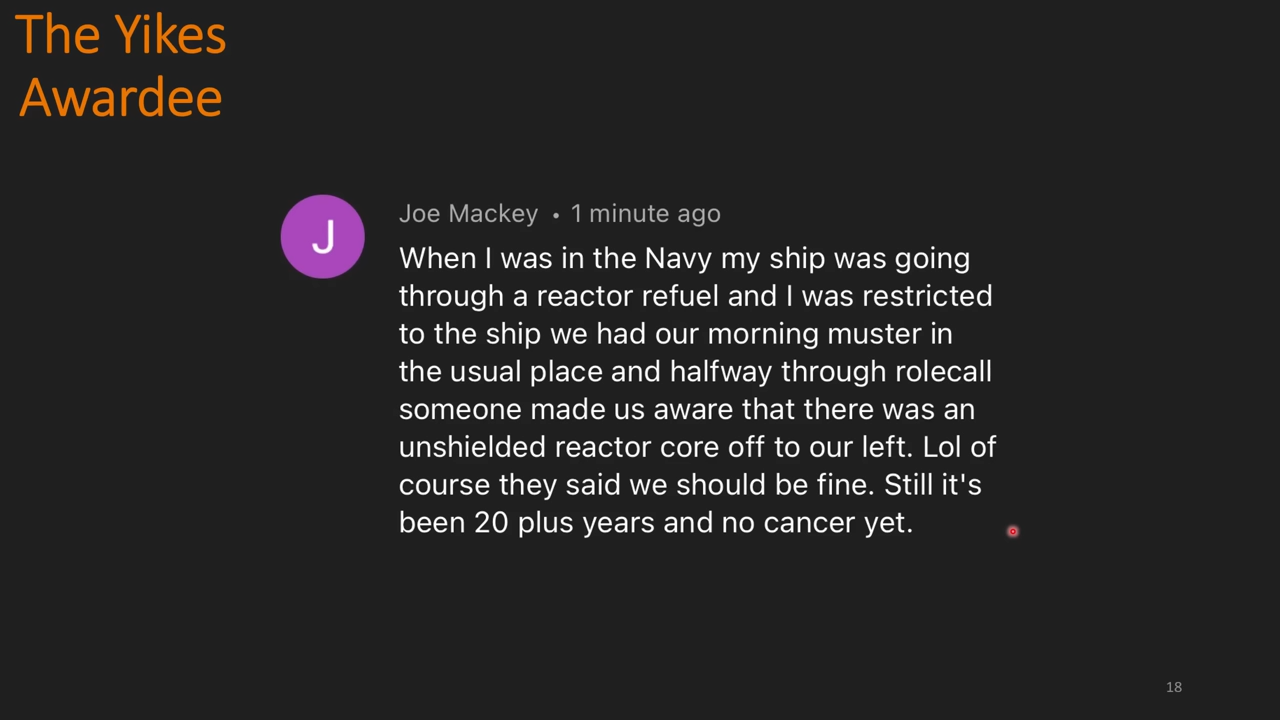 The Yikes
Awardee
J
Joe Mackey • 1 minute ago
When I was in the Navy my ship was going
through a reactor refuel and I was restricted
to the ship we had our morning muster in
the usual place and halfway through rolecall
someone made us aware that there was an
unshielded reactor core off to our left. Lol of
course they said we should be fine. Still it's
been 20 plus years and no cancer yet.
18